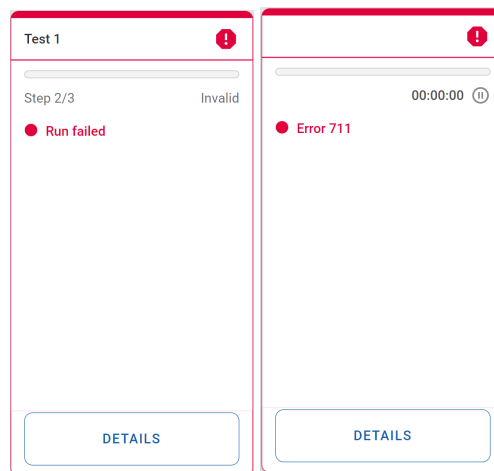 Test 1
Step 2/3 Invalid
Run failed
DETAILS
00:00:00
Error 711
DETAILS